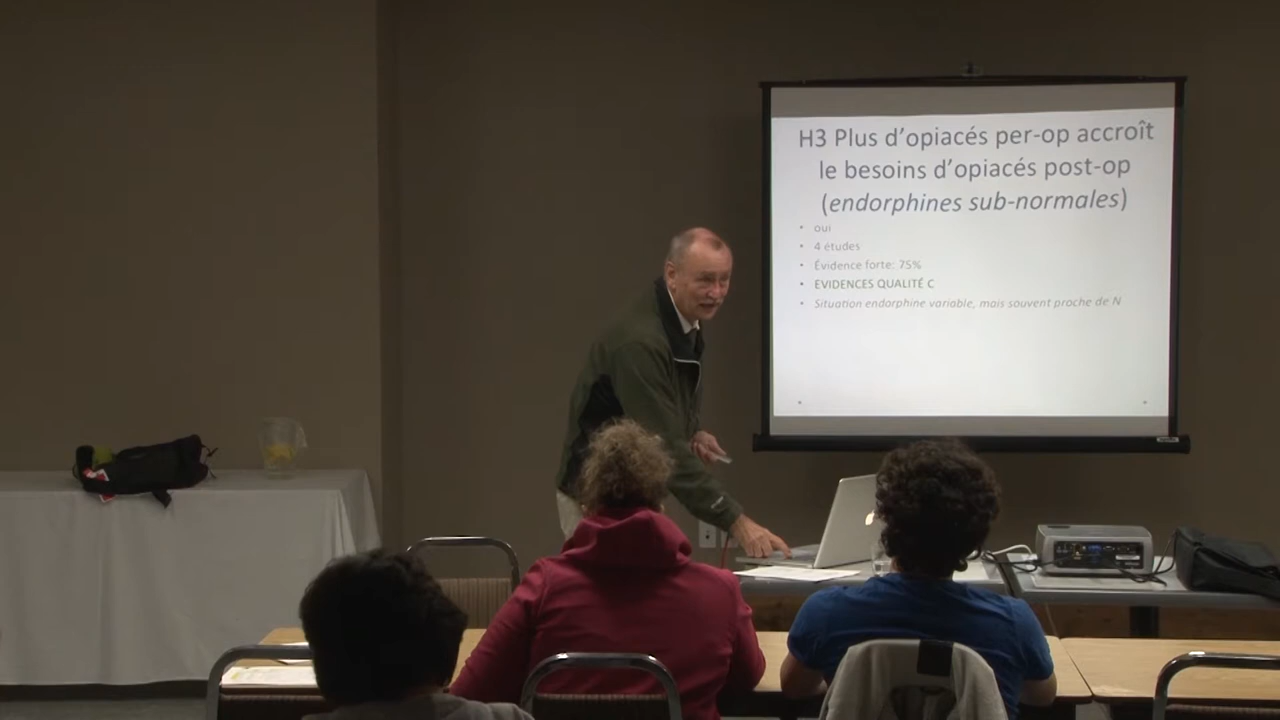 H3 Plus d'opiacés per-op accroît
le besoins d'opiacés post-op
(endorphines sub-normales)
• oui
• 4 études
• Évidence forte: 75%
• EVIDENCES QUALITÉ C
• Situation endorphine variable, mais souvent proche de N